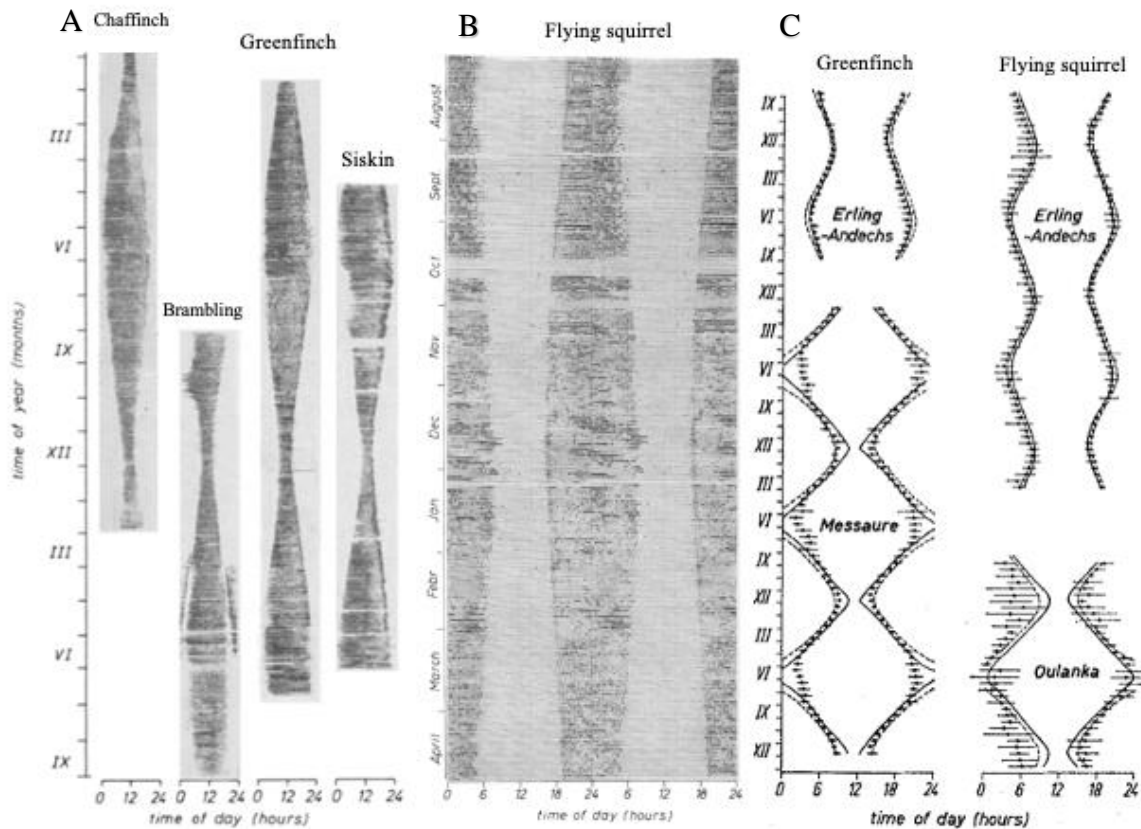 A
Chaffinch
Greenfinch
Siskin
Brambling
time of year (months)
III
VI
IX
XII
III
VI
IX
0 12 24
0 12 24
0 12 24
0 12 24
time of day (hours)
B
Flying squirrel
August
Sept
Oct
Nov
Dec
Jan
Febr
March
April
0 6 12 18 24 6 12 18 24
time of day (hours)
C
Greenfinch
Flying squirrel
IX
XII
III
VI
IX
XII
III
VI
IX
XII
III
VI
IX
XII
III
VI
IX
XII
Erling
-Andechs
Messaure
Erling
-Andechs
Oulanka
6 12 18 24
6 12 18 24
time of day (hours)